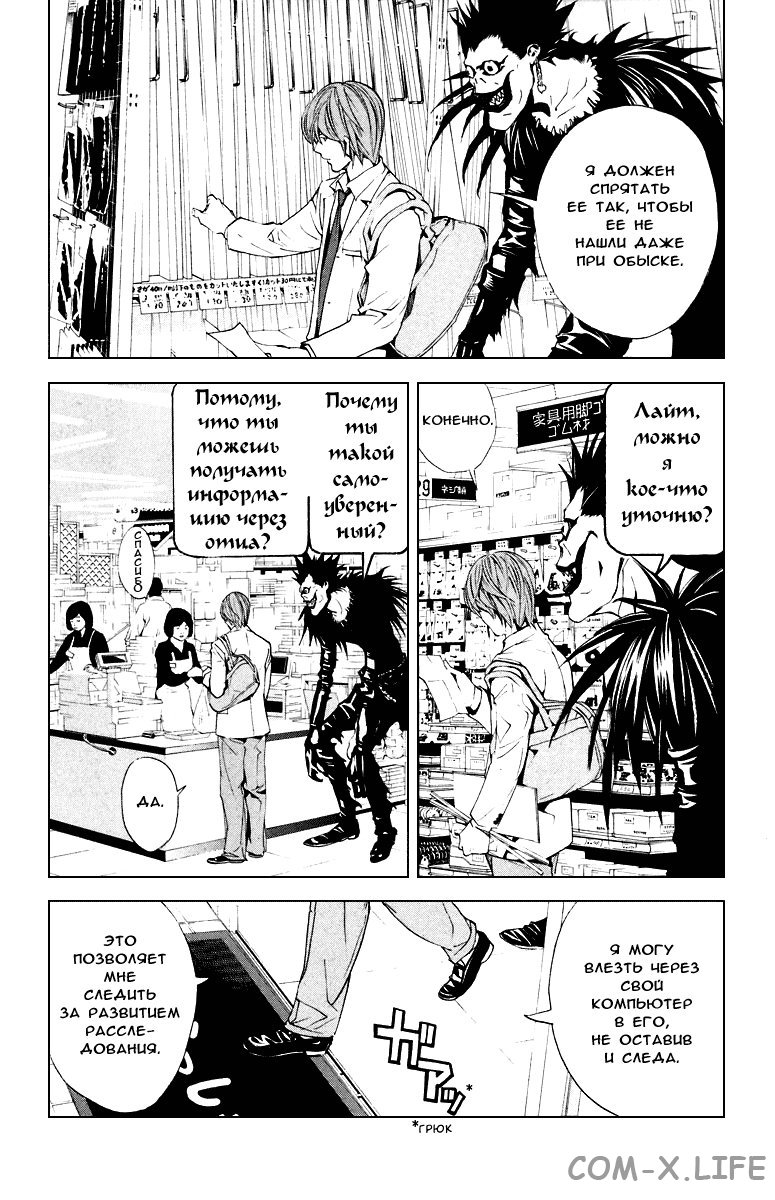 Я ДОЛЖЕН
СПРЯТАТЬ
ЕЕ ТАК, ЧТОБЫ
ЕЕ НЕ
НАШЛИ ДАЖЕ
ПРИ ОБЫСКЕ.
Лайт,
можно
я
кое-что
уточню?
КОНЕЧНО.
家具用脚ゴ
ゴム材
29
Почему
ты
такой
само-
уверен-
ный?
Потому,
что ты
можешь
получать
информа-
цию через
отца?
СПАСИБО
ДА.
Я МОГУ
ВЛЕЗТЬ ЧЕРЕЗ
СВОЙ
КОМПЬЮТЕР
В ЕГО,
НЕ ОСТАВИВ
И СЛЕДА.
ЭТО
ПОЗВОЛЯЕТ
МНЕ
СЛЕДИТЬ
ЗА РАЗВИТИЕМ
РАССЛЕ-
ДОВАНИЯ.
ガアッ*
*ГРЮК
COM-X.LIFE